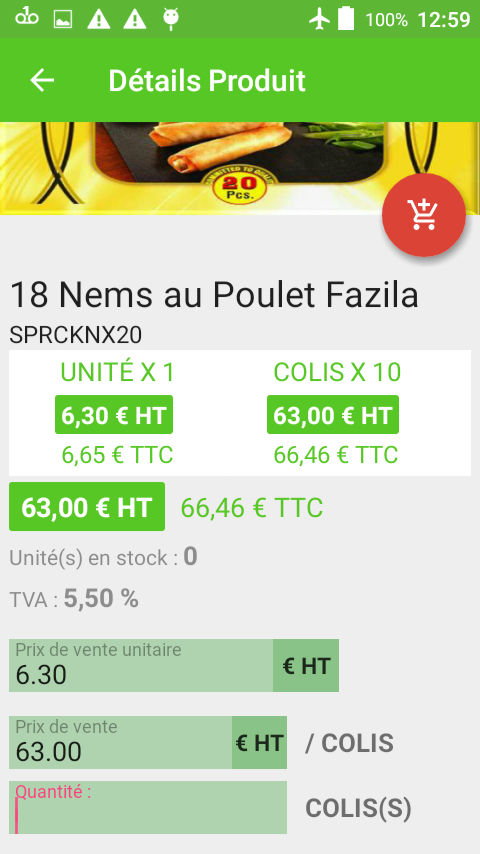 100% 12:59
Détails Produit
COMMITTED TO QUALITY
20
Pcs.
18 Nems au Poulet Fazila
SPRCKNX20
UNITÉ X 1 COLIS X 10
6,30 € HT 63,00 € HT
6,65 € TTC 66,46 € TTC
63,00 € HT 66,46 € TTC
Unité(s) en stock : 0
TVA : 5,50 %
Prix de vente unitaire
6.30 € HT
Prix de vente
63.00 € HT / COLIS
Quantité :
COLIS(S)